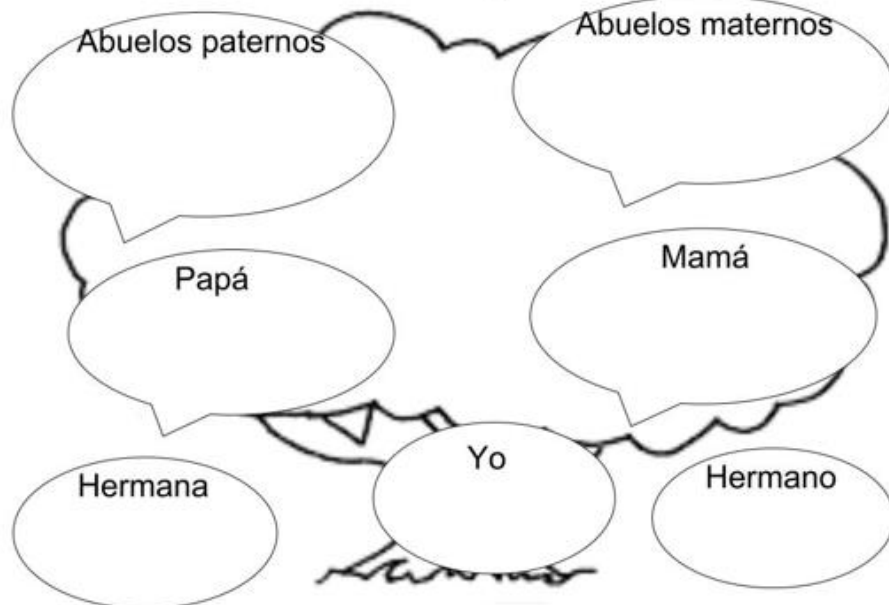 Abuelos paternos
Abuelos maternos
Papá
Mamá
Hermana
Yo
Hermano